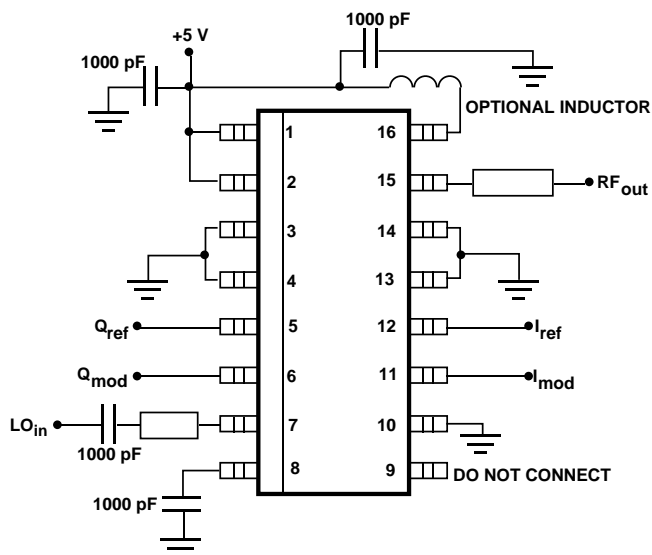 1000 pF
+5 V
1000 pF
OPTIONAL INDUCTOR
1
16
2
15
RFout
3
14
4
13
Qref
5
12
Iref
Qmod
6
11
Imod
LOin
7
10
1000 pF
8
9
DO NOT CONNECT
1000 pF